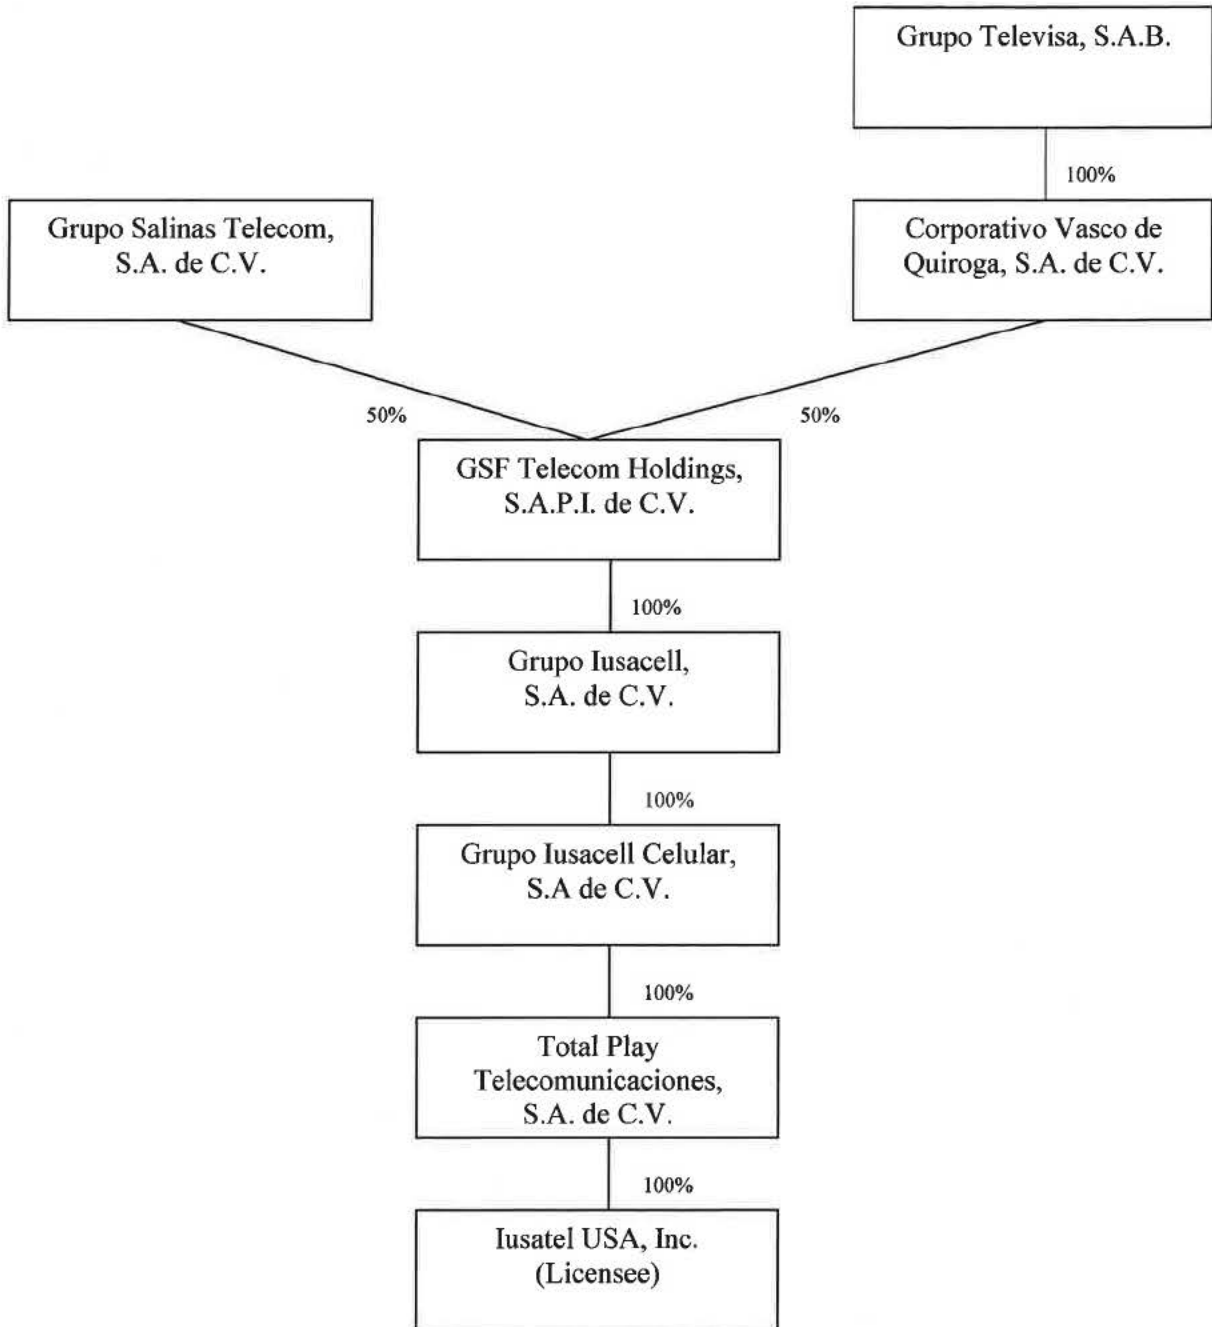 Grupo Televisa, S.A.B.
100%
Grupo Salinas Telecom,
S.A. de C.V.
Corporativo Vasco de
Quiroga, S.A. de C.V.
50%
50%
GSF Telecom Holdings,
S.A.P.I. de C.V.
100%
Grupo Iusacell,
S.A. de C.V.
100%
Grupo Iusacell Celular,
S.A de C.V.
100%
Total Play
Telecomunicaciones,
S.A. de C.V.
100%
Iusatel USA, Inc.
(Licensee)